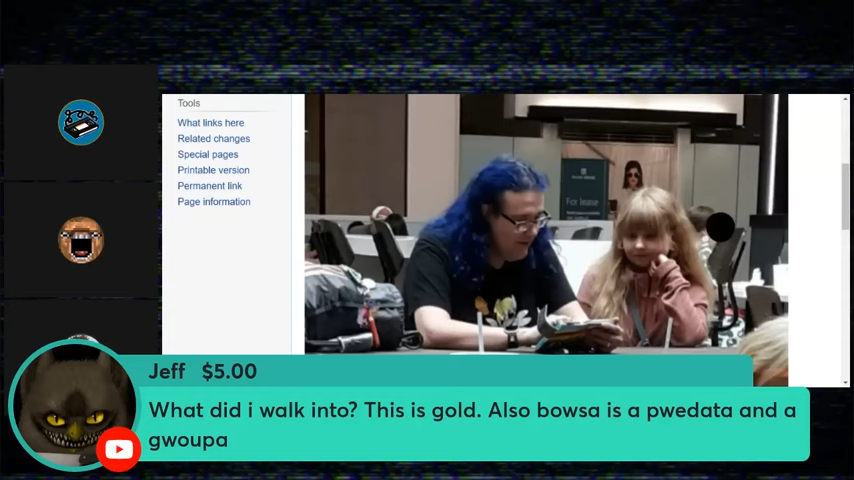 Tools
What links here
Related changes
Special pages
Printable version
Permanent link
Page information
For lease
Jeff $5.00
What did i walk into? This is gold. Also bowsa is a pwedata and a
gwoupa